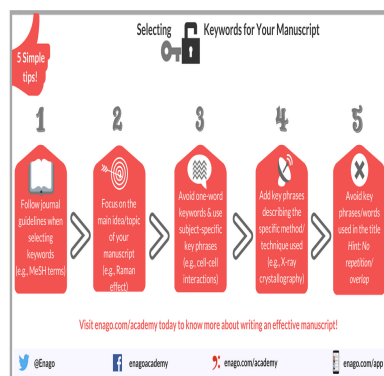 Selecting Keywords for Your Manuscript
5 Simple
tips!
1
2
3
4
5
Follow journal
guidelines when
selecting
keywords
(e.g., MeSH terms)
Focus on the
main idea/topic
of your
manuscript
(e.g., Raman
effect)
Avoid one-word
keywords & use
subject-specific
key phrases
(e.g., cell-cell
interactions)
Add key phrases
describing the
specific method/
technique used
(e.g., X-ray
crystallography)
Avoid key
phrases/words
used in the title
Hint: No
repetition/
overlap
Visit enago.com/academy today to know more about writing an effective manuscript!
@Enago
enagoacademy
enago.com/academy
enago.com/app